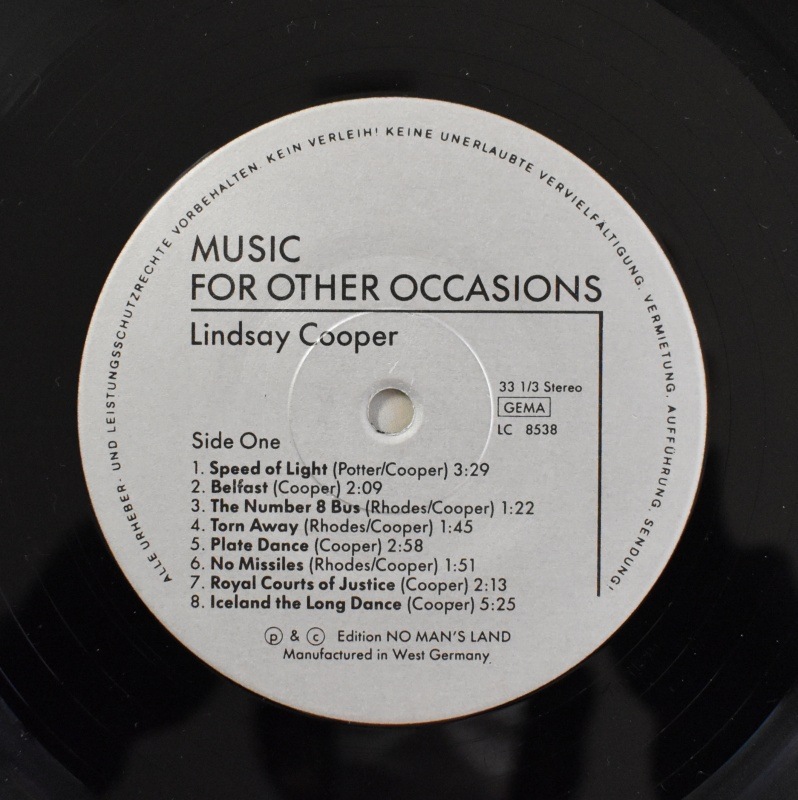 ALLE URHEBER- UND LEISTUNGSSCHUTZRECHTE VORBEHALTEN. KEIN VERLEIH! KEINE UNERLAUBTE VERVIELFÄLTIGUNG, VERMIETUNG, AUFFÜHRUNG, SENDUNG!
MUSIC
FOR OTHER OCCASIONS
Lindsay Cooper
33 1/3 Stereo
GEMA
LC 8538
Side One
1. Speed of Light (Potter/Cooper) 3:29
2. Belfast (Cooper) 2:09
3. The Number 8 Bus (Rhodes/Cooper) 1:22
4. Torn Away (Rhodes/Cooper) 1:45
5. Plate Dance (Cooper) 2:58
6. No Missiles (Rhodes/Cooper) 1:51
7. Royal Courts of Justice (Cooper) 2:13
8. Iceland the Long Dance (Cooper) 5:25
ⓟ & ⓒ Edition NO MAN'S LAND
Manufactured in West Germany